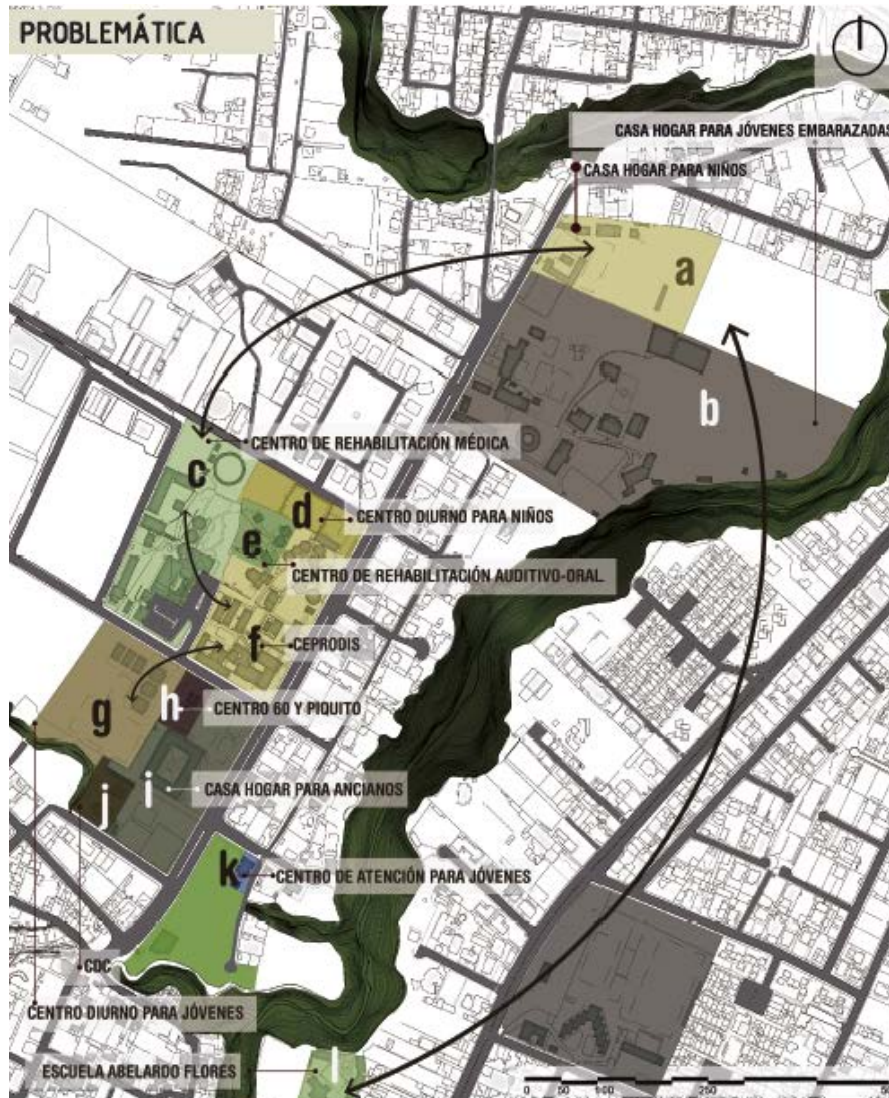 PROBLEMÁTICA
CASA HOGAR PARA JÓVENES EMBARAZADAS
CASA HOGAR PARA NIÑOS
a
b
CENTRO DE REHABILITACIÓN MÉDICA
c
d
CENTRO DIURNO PARA NIÑOS
e
CENTRO DE REHABILITACIÓN AUDITIVO-ORAL.
f
CEPRODIS
g
h
CENTRO 60 Y PIQUITO
i
CASA HOGAR PARA ANCIANOS
j
k
CENTRO DE ATENCIÓN PARA JÓVENES
CDC
CENTRO DIURNO PARA JÓVENES
ESCUELA ABELARDO FLORES
l
0 50 100 250